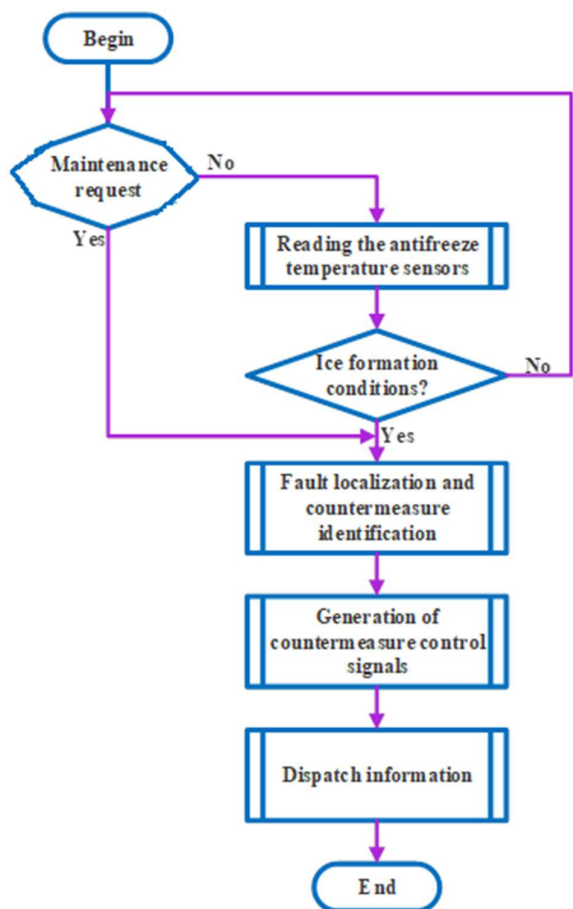 Begin
Maintenance
request
No
Yes
Reading the antifreeze
temperature sensors
Ice formation
conditions?
No
Yes
Fault localization and
countermeasure
identification
Generation of
countermeasure control
signals
Dispatch information
End